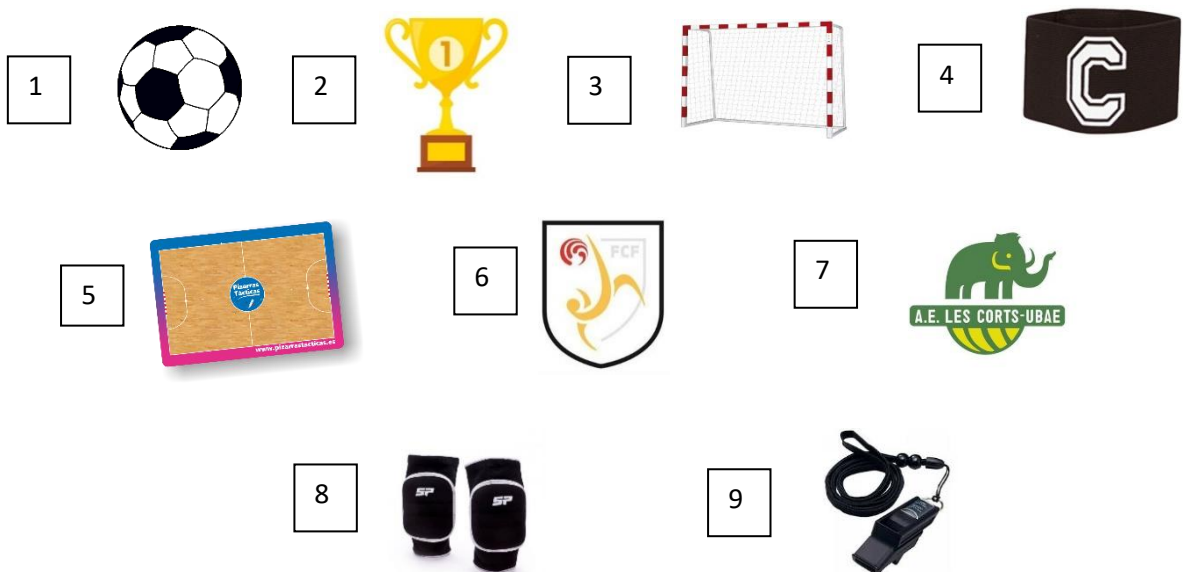 1
1
2
3
4
C
5
Pizarras
Tácticas
www.pizarrastacticas.es
6
FCF
7
A.E. LES CORTS-UBAE
8
SP
SP
9